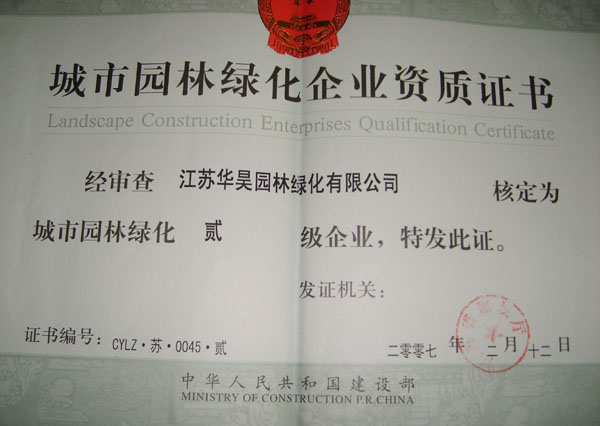 城市园林绿化企业资质证书
Landscape Construction Enterprises Qualification Certificate
经审查 江苏华昊园林绿化有限公司 核定为
城市园林绿化 贰 级企业，特发此证。
发证机关：
证书编号：CYLZ·苏·0045·贰 二零零七 年 二 月 十二 日
中华人民共和国建设部
MINISTRY OF CONSTRUCTION P.R.CHINA